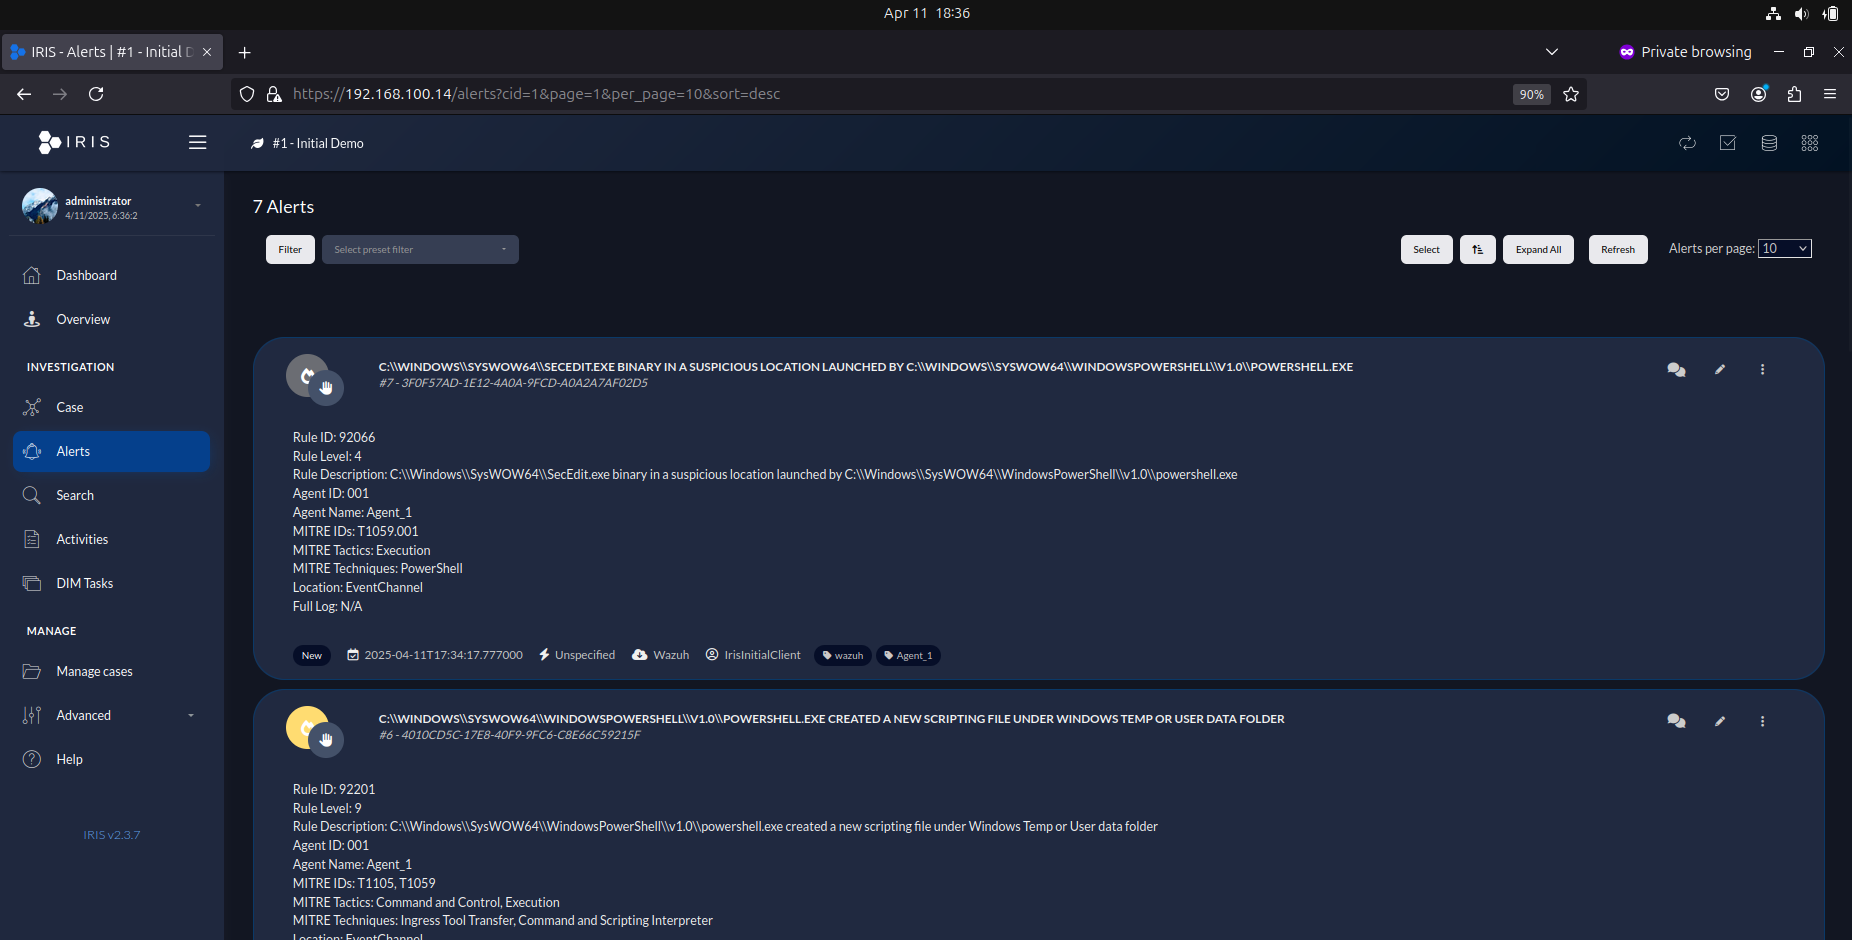 Apr 11 18:36
IRIS - Alerts | #1 - Initial D
Private browsing
https://192.168.100.14/alerts?cid=1&page=1&per_page=10&sort=desc
90%
IRIS
#1 - Initial Demo
administrator
4/11/2025, 6:36:2
Dashboard
Overview
INVESTIGATION
Case
Alerts
Search
Activities
DIM Tasks
MANAGE
Manage cases
Advanced
Help
IRIS v2.3.7
7 Alerts
Filter
Select preset filter
Select
Expand All
Refresh
Alerts per page: 10
C:\\WINDOWS\\SYSWOW64\\SECEDIT.EXE BINARY IN A SUSPICIOUS LOCATION LAUNCHED BY C:\\WINDOWS\\SYSWOW64\\WINDOWSPOWERSHELL\\V1.0\\POWERSHELL.EXE
#7 - 3F0F57AD-1E12-4A0A-9FCD-A0A2A7AF02D5
Rule ID: 92066
Rule Level: 4
Rule Description: C:\\Windows\\SysWOW64\\SecEdit.exe binary in a suspicious location launched by C:\\Windows\\SysWOW64\\WindowsPowerShell\\v1.0\\powershell.exe
Agent ID: 001
Agent Name: Agent_1
MITRE IDs: T1059.001
MITRE Tactics: Execution
MITRE Techniques: PowerShell
Location: EventChannel
Full Log: N/A
New 2025-04-11T17:34:17.777000 Unspecified Wazuh IrisInitialClient wazuh Agent_1
C:\\WINDOWS\\SYSWOW64\\WINDOWSPOWERSHELL\\V1.0\\POWERSHELL.EXE CREATED A NEW SCRIPTING FILE UNDER WINDOWS TEMP OR USER DATA FOLDER
#6 - 4010CD5C-17E8-40F9-9FC6-C8E66C59215F
Rule ID: 92201
Rule Level: 9
Rule Description: C:\\Windows\\SysWOW64\\WindowsPowerShell\\v1.0\\powershell.exe created a new scripting file under Windows Temp or User data folder
Agent ID: 001
Agent Name: Agent_1
MITRE IDs: T1105, T1059
MITRE Tactics: Command and Control, Execution
MITRE Techniques: Ingress Tool Transfer, Command and Scripting Interpreter
Location: EventChannel